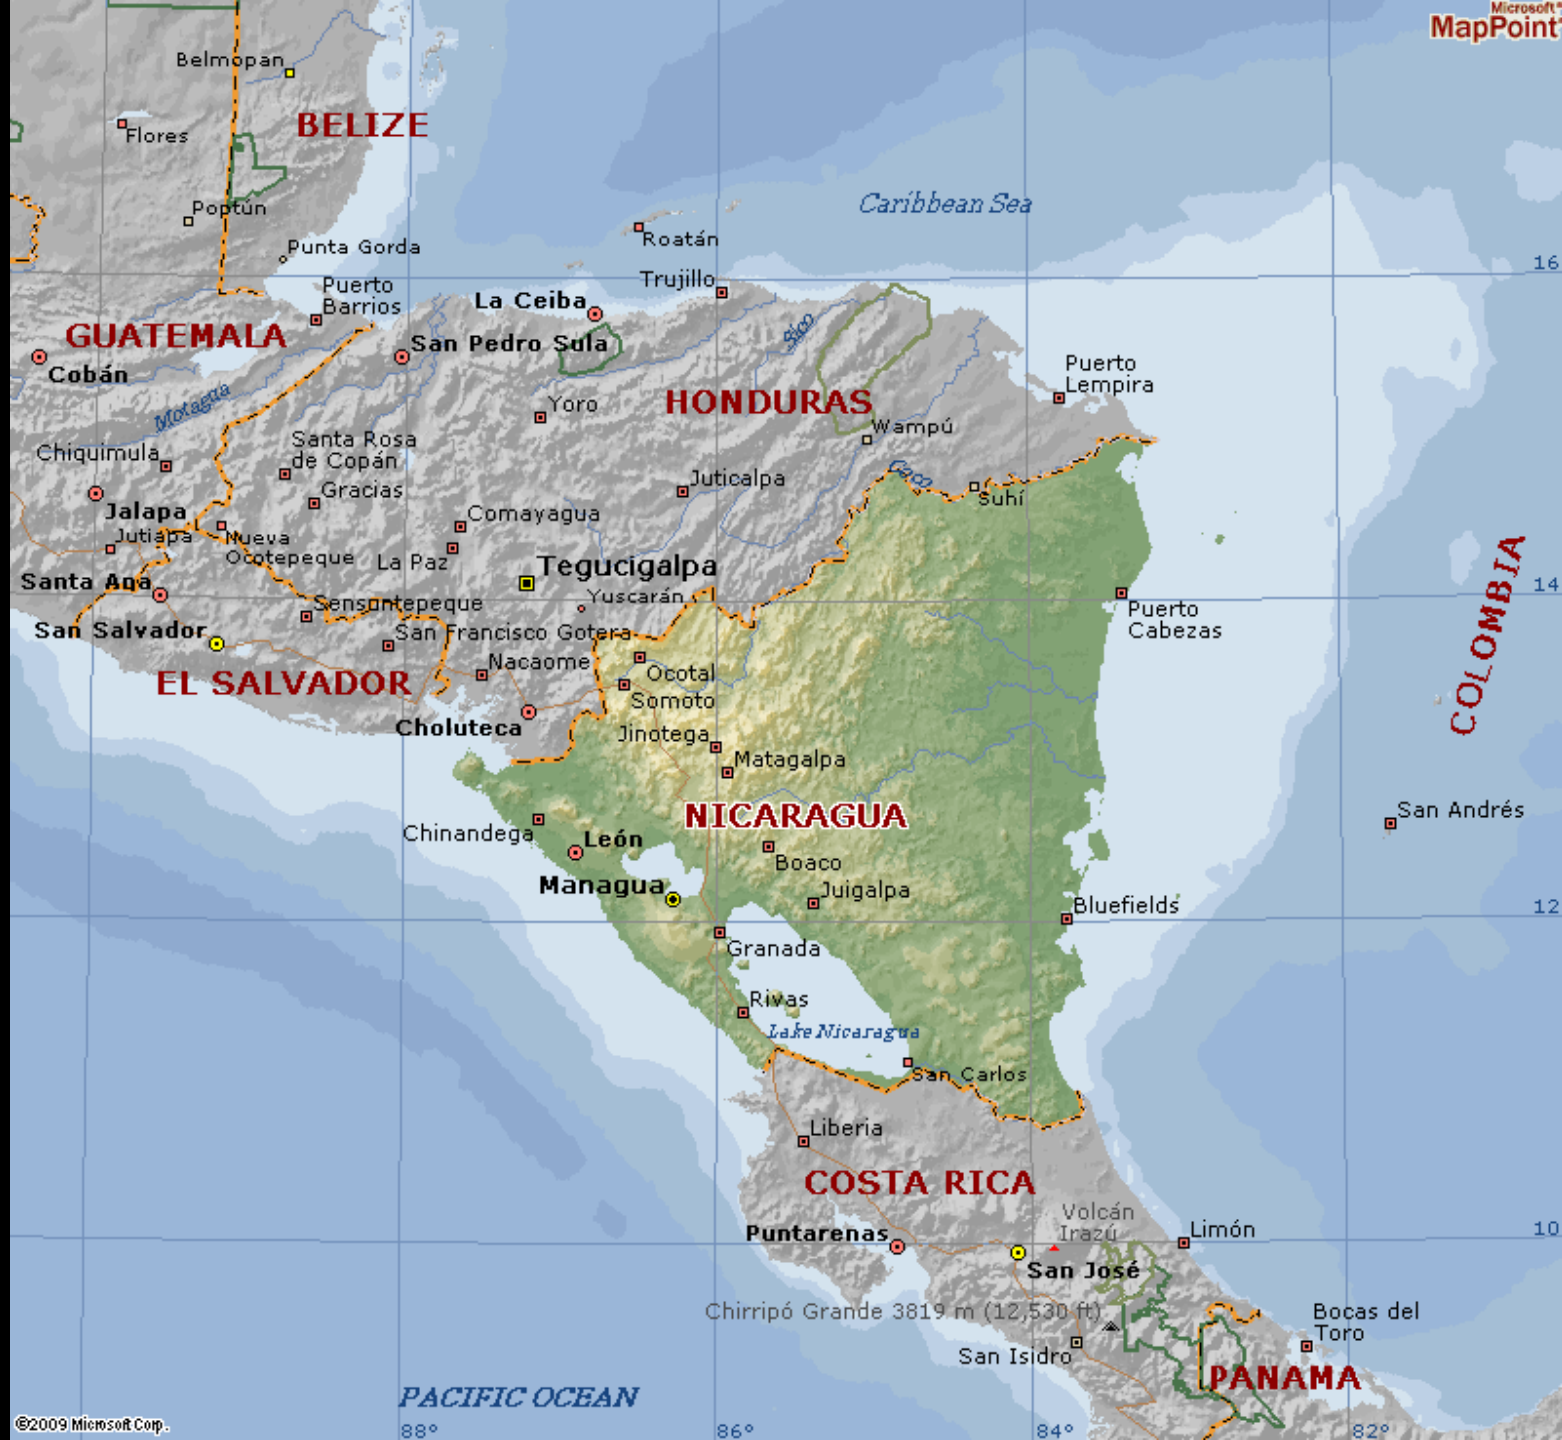 Microsoft®
MapPoint®
Belmopan
BELIZE
Flores
Poptún
Caribbean Sea
Roatán
Punta Gorda
16
Trujillo
Puerto
Barrios
La Ceiba
GUATEMALA
Sico
San Pedro Sula
Cobán
Puerto
Lempira
Motagua
Yoro
HONDURAS
Wampú
Santa Rosa
de Copán
Chiquimula
Coco
Juticalpa
Gracias
Suhí
Jalapa
Comayagua
Jutiapa
Nueva
Ocotepeque
La Paz
Tegucigalpa
COLOMBIA
Santa Ana
14
Yuscarán
Sensuntepeque
Puerto
Cabezas
San Salvador
San Francisco Gotera
Nacaome
Ocotal
EL SALVADOR
Somoto
Choluteca
Jinotega
Matagalpa
NICARAGUA
San Andrés
Chinandega
León
Boaco
Managua
Juigalpa
Bluefields
12
Granada
Rivas
Lake Nicaragua
San Carlos
Liberia
COSTA RICA
Volcán
Irazú
Puntarenas
Limón
10
San José
Chirripó Grande 3819 m (12,530 ft)
Bocas del
Toro
San Isidro
PANAMA
PACIFIC OCEAN
©2009 Microsoft Corp.
88°
86°
84°
82°